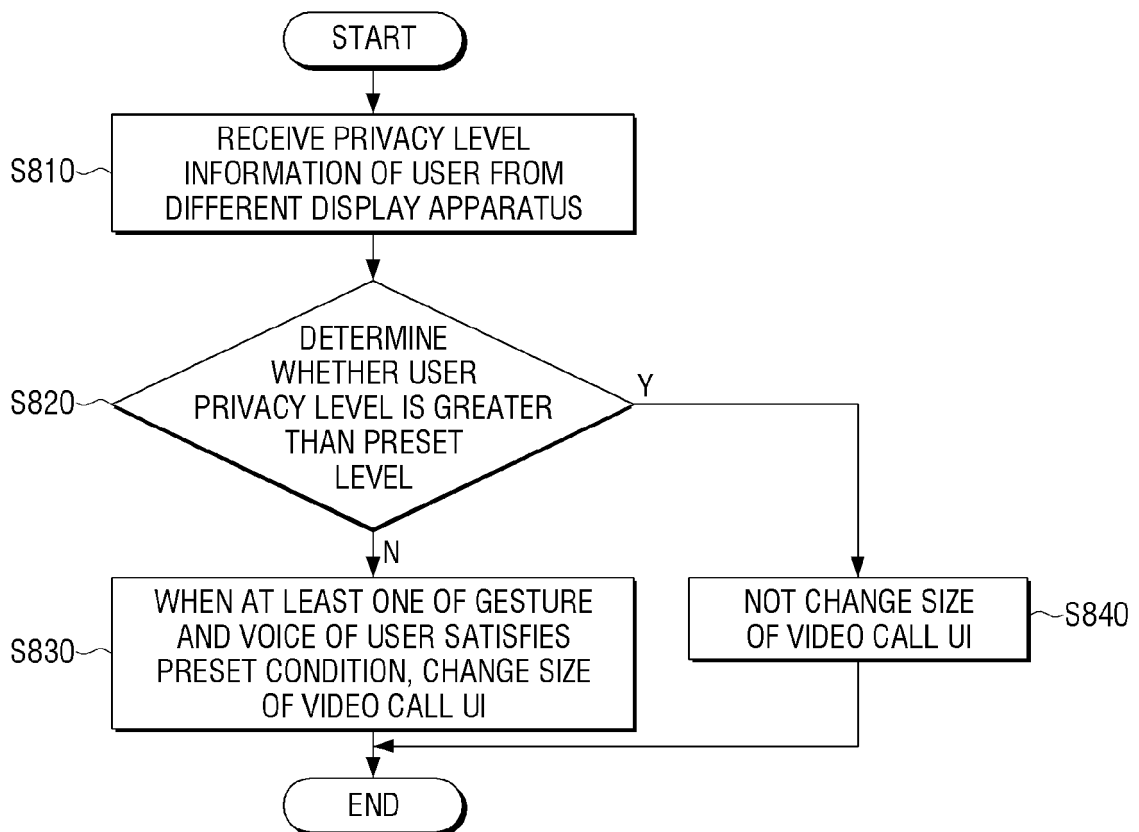 START
S810
RECEIVE PRIVACY LEVEL
INFORMATION OF USER FROM
DIFFERENT DISPLAY APPARATUS
S820
DETERMINE
WHETHER USER
PRIVACY LEVEL IS GREATER
THAN PRESET
LEVEL
Y
N
S830
WHEN AT LEAST ONE OF GESTURE
AND VOICE OF USER SATISFIES
PRESET CONDITION, CHANGE SIZE
OF VIDEO CALL UI
NOT CHANGE SIZE
OF VIDEO CALL UI
S840
END